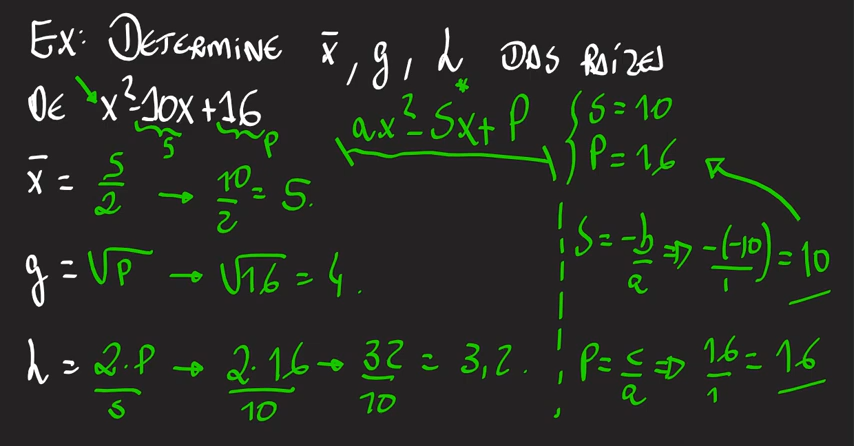 Ex: DETERMINE x̄, g, h DAS RAÍZES
DE x²-10x+16
S P
ax²-Sx+P
{ S=10
P=16
x̄ = S/2 → 10/2 = 5.
g = √P → √16 = 4.
h = 2·P/S → 2·16/10 → 32/10 = 3,2.
S = -b/a ⇒ -(-10)/1 = 10
P = c/a ⇒ 16/1 = 16